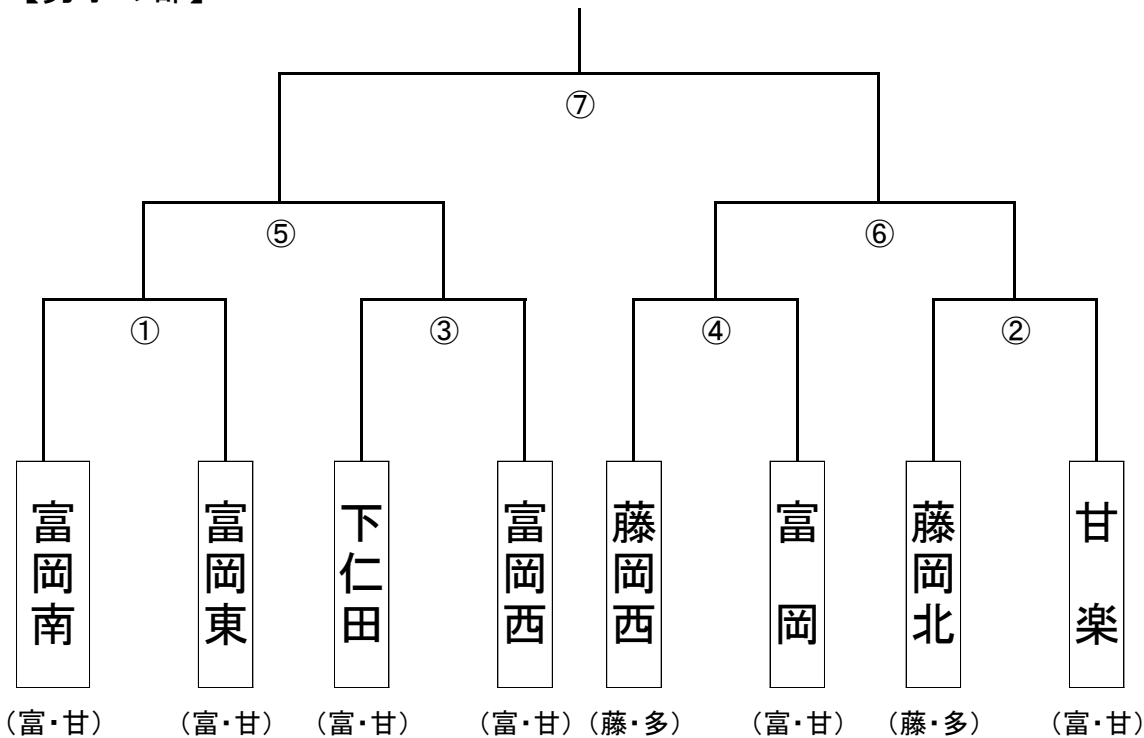 ⑦
⑤
⑥
①
③
④
②
富岡南
富岡東
下仁田
富岡西
藤岡西
富岡
藤岡北
甘楽
(富・甘)
(富・甘)
(富・甘)
(富・甘)
(藤・多)
(富・甘)
(藤・多)
(富・甘)